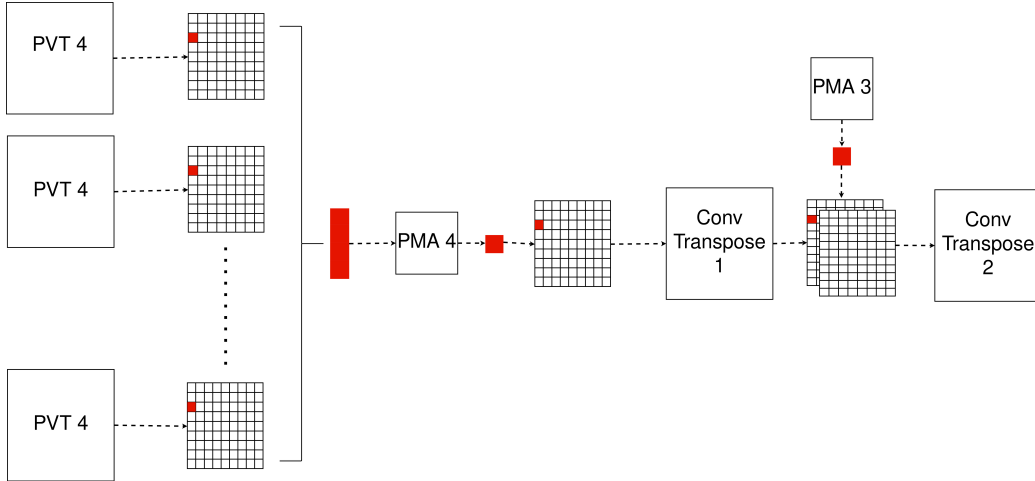 PVT 4
PVT 4
PVT 4
PMA 4
Conv
Transpose
1
PMA 3
Conv
Transpose
2